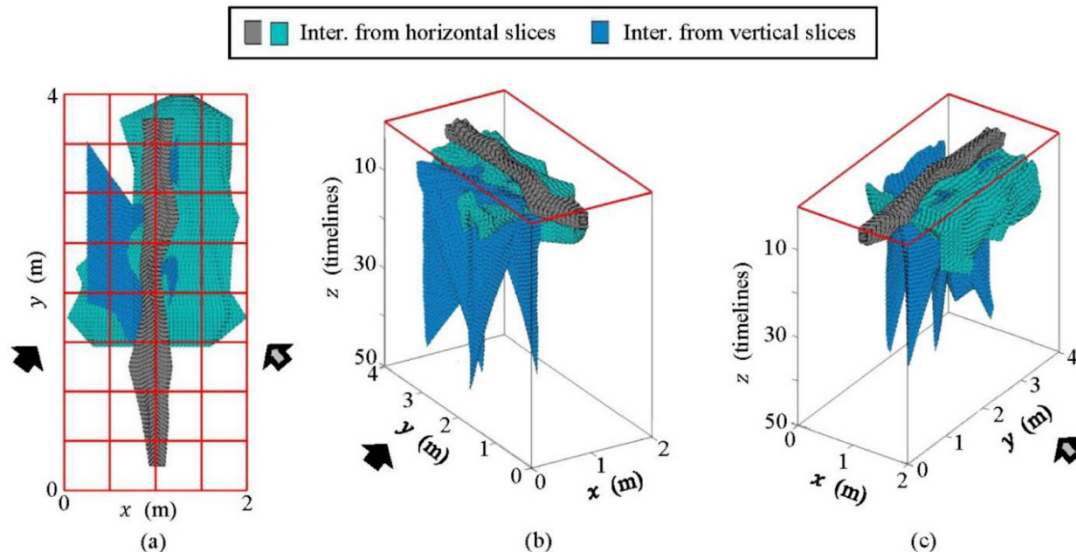 Inter. from horizontal slices Inter. from vertical slices
4
y (m)
0
0 x (m) 2
(a)
10
30
50
z (timelines)
4
3
2
1
0
y (m)
0
1
2
x (m)
(b)
10
30
50
z (timelines)
0
1
2
x (m)
0
1
2
3
4
y (m)
(c)